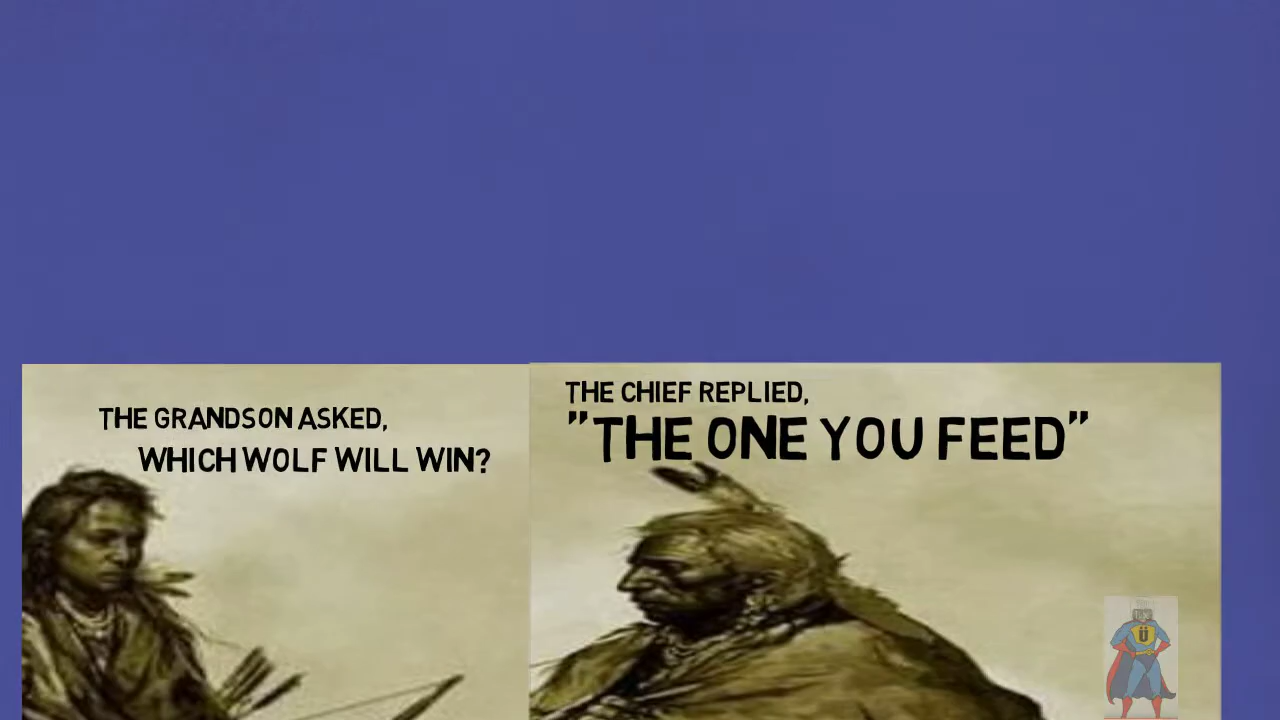 THE GRANDSON ASKED,
WHICH WOLF WILL WIN?
THE CHIEF REPLIED,
"THE ONE YOU FEED"
Ü